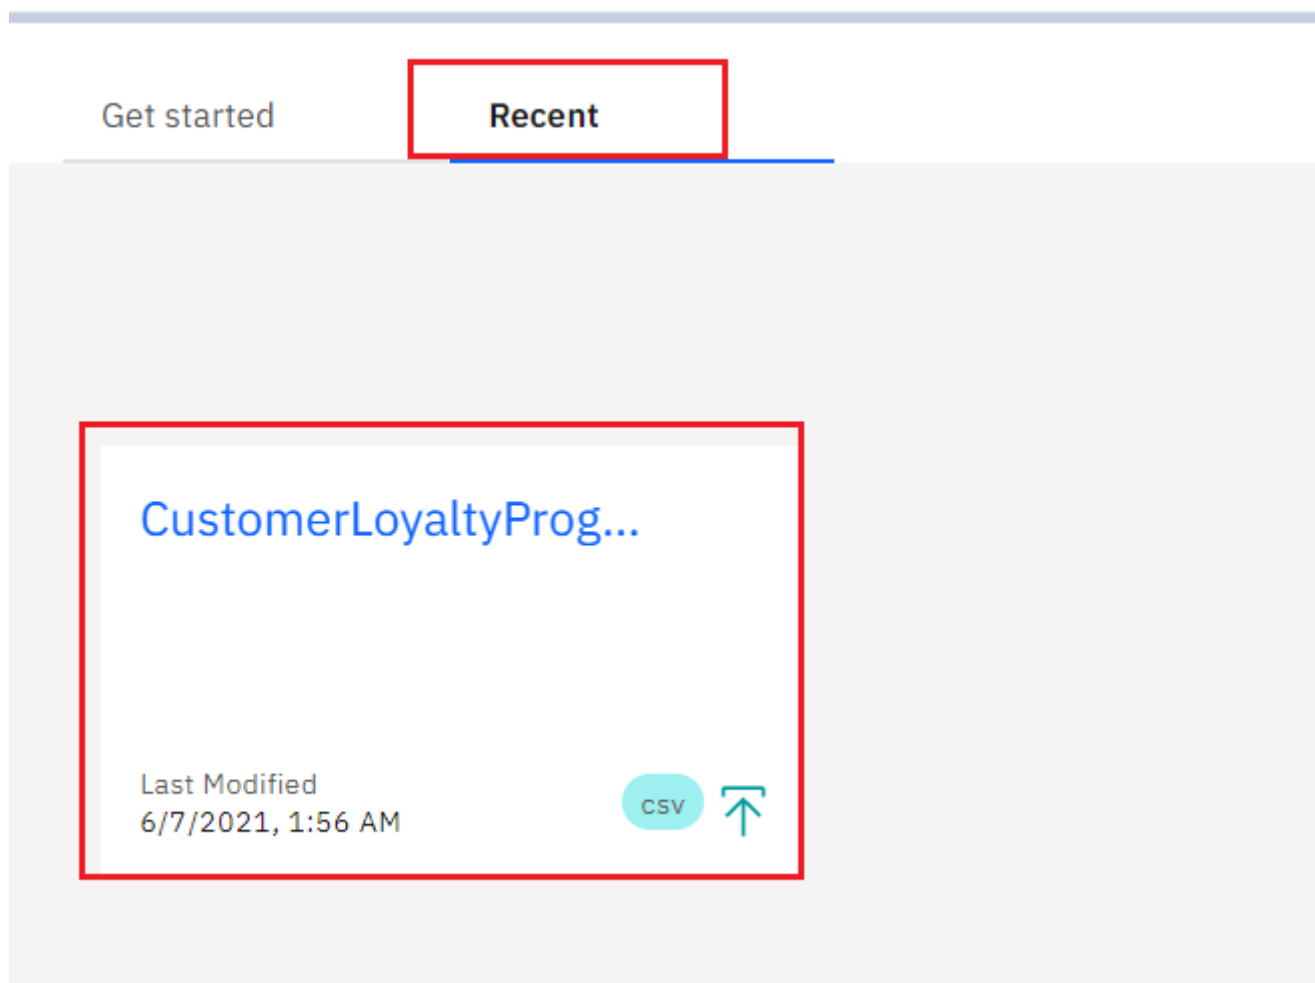 Get started Recent
CustomerLoyaltyProg...
Last Modified
6/7/2021, 1:56 AM
csv